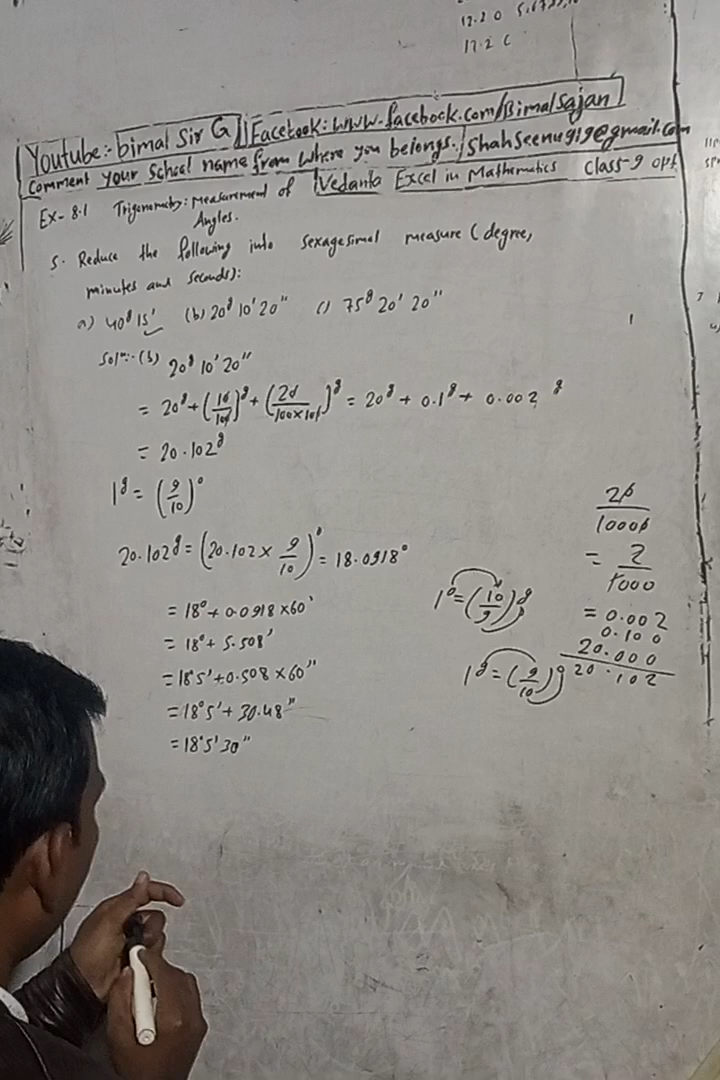 17.20
17.2 C
Youtube:- bimal Sir G || Facebook: www.facebook.com/BimalSajan
Comment your School name from where you belongs. / Shahseenu919@gmail.com
Ex- 8.1 Trigonometry: Measurement of Angles. Vedanta Excel in Mathematics Class-9 opt
5. Reduce the following into sexagesimal measure (degree,
minutes and seconds):
a) 40ᵍ 15' (b) 20ᵍ 10' 20" c) 75ᵍ 20' 20"
Solⁿ:- (b) 20ᵍ 10' 20"
= 20ᵍ + (10/100)ᵍ + (20/100×100)ᵍ = 20ᵍ + 0.1ᵍ + 0.002ᵍ
= 20.102ᵍ
1ᵍ = (9/10)°
20.102ᵍ = (20.102 × 9/10)° = 18.0918°
= 18° + 0.0918 × 60'
= 18° + 5.508'
= 18°5' + 0.508 × 60"
= 18°5' + 30.48"
= 18°5'30"
1° = (10/9)ᵍ
1ᵍ = (9/10)°
20/10000
= 2/1000
= 0.002
0.100
20.000
20.102